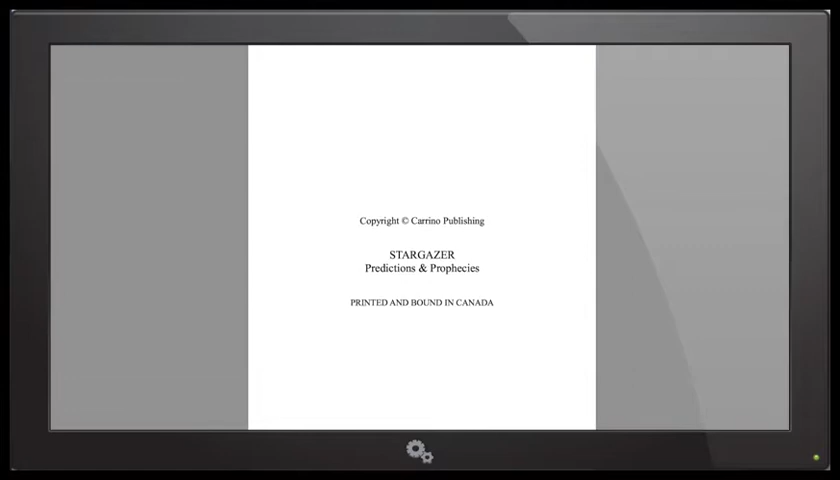 Copyright © Carrino Publishing
STARGAZER
Predictions & Prophecies
PRINTED AND BOUND IN CANADA